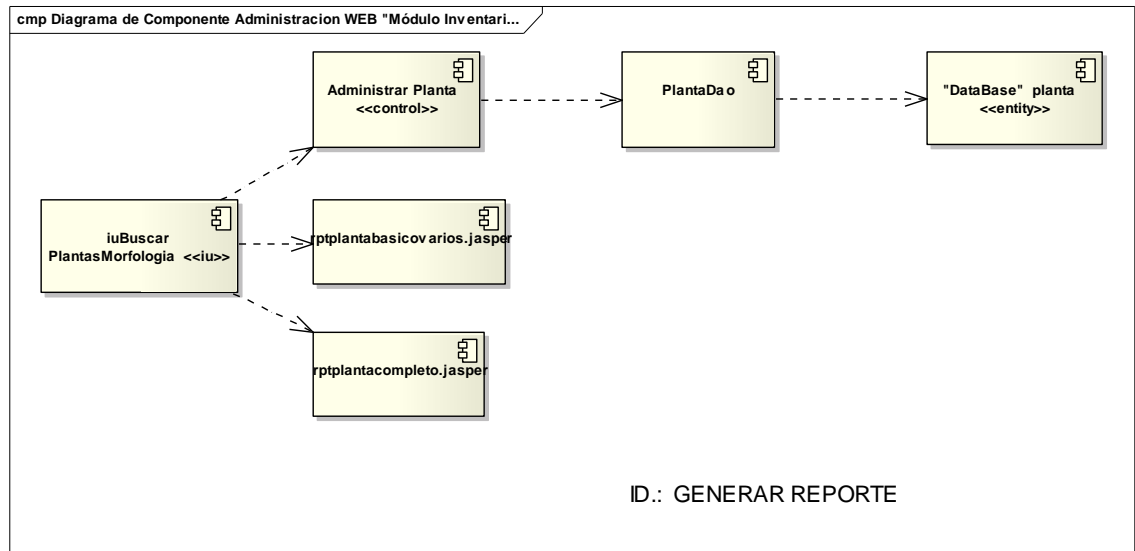 cmp Diagrama de Componente Administracion WEB "Módulo Inventari...
Administrar Planta
<<control>>
PlantaDao
"DataBase" planta
<<entity>>
iuBuscar
PlantasMorfologia <<iu>>
rptplantabasicovarios.jasper
rptplantacompleto.jasper
ID.: GENERAR REPORTE